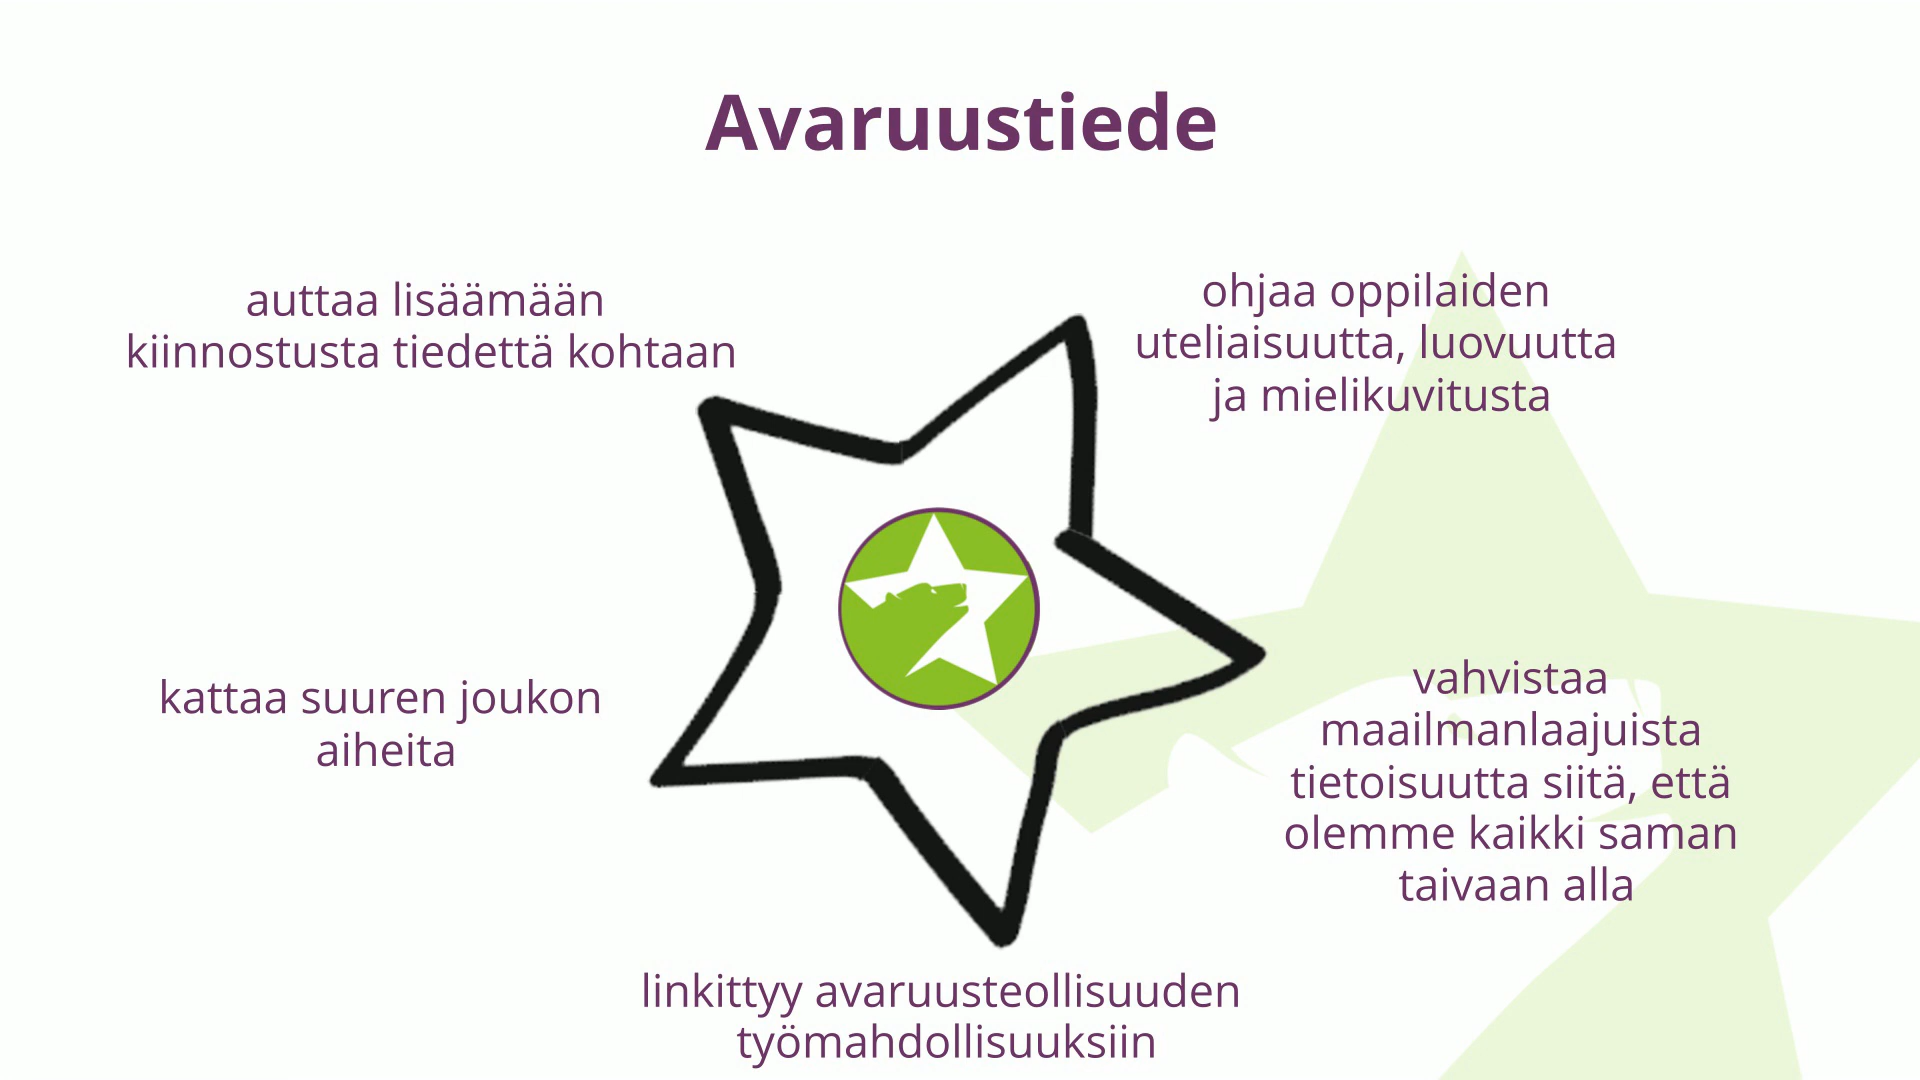 Avaruustiede
auttaa lisäämään
kiinnostusta tiedettä kohtaan
ohjaa oppilaiden
uteliaisuutta, luovuutta
ja mielikuvitusta
kattaa suuren joukon
aiheita
vahvistaa
maailmanlaajuista
tietoisuutta siitä, että
olemme kaikki saman
taivaan alla
linkittyy avaruusteollisuuden
työmahdollisuuksiin